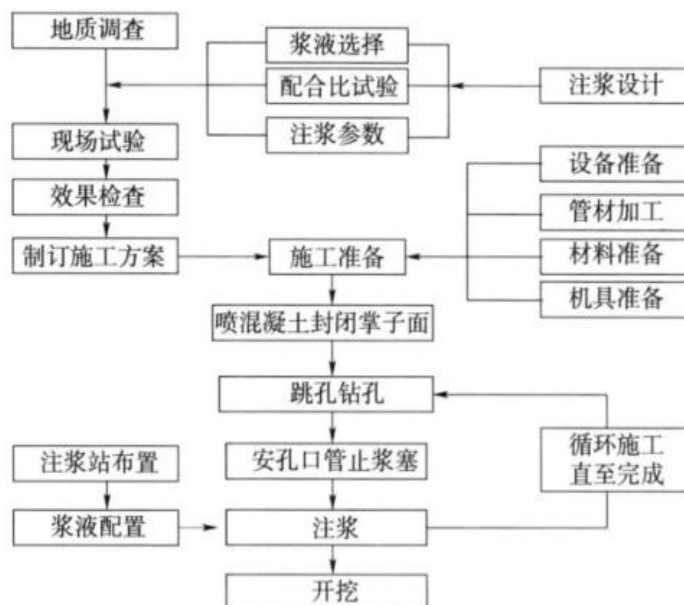 地质调查
浆液选择
配合比试验
注浆参数
注浆设计
现场试验
效果检查
制订施工方案
施工准备
设备准备
管材加工
材料准备
机具准备
喷混凝土封闭掌子面
跳孔钻孔
安孔口管止浆塞
注浆站布置
浆液配置
注浆
循环施工
直至完成
开挖